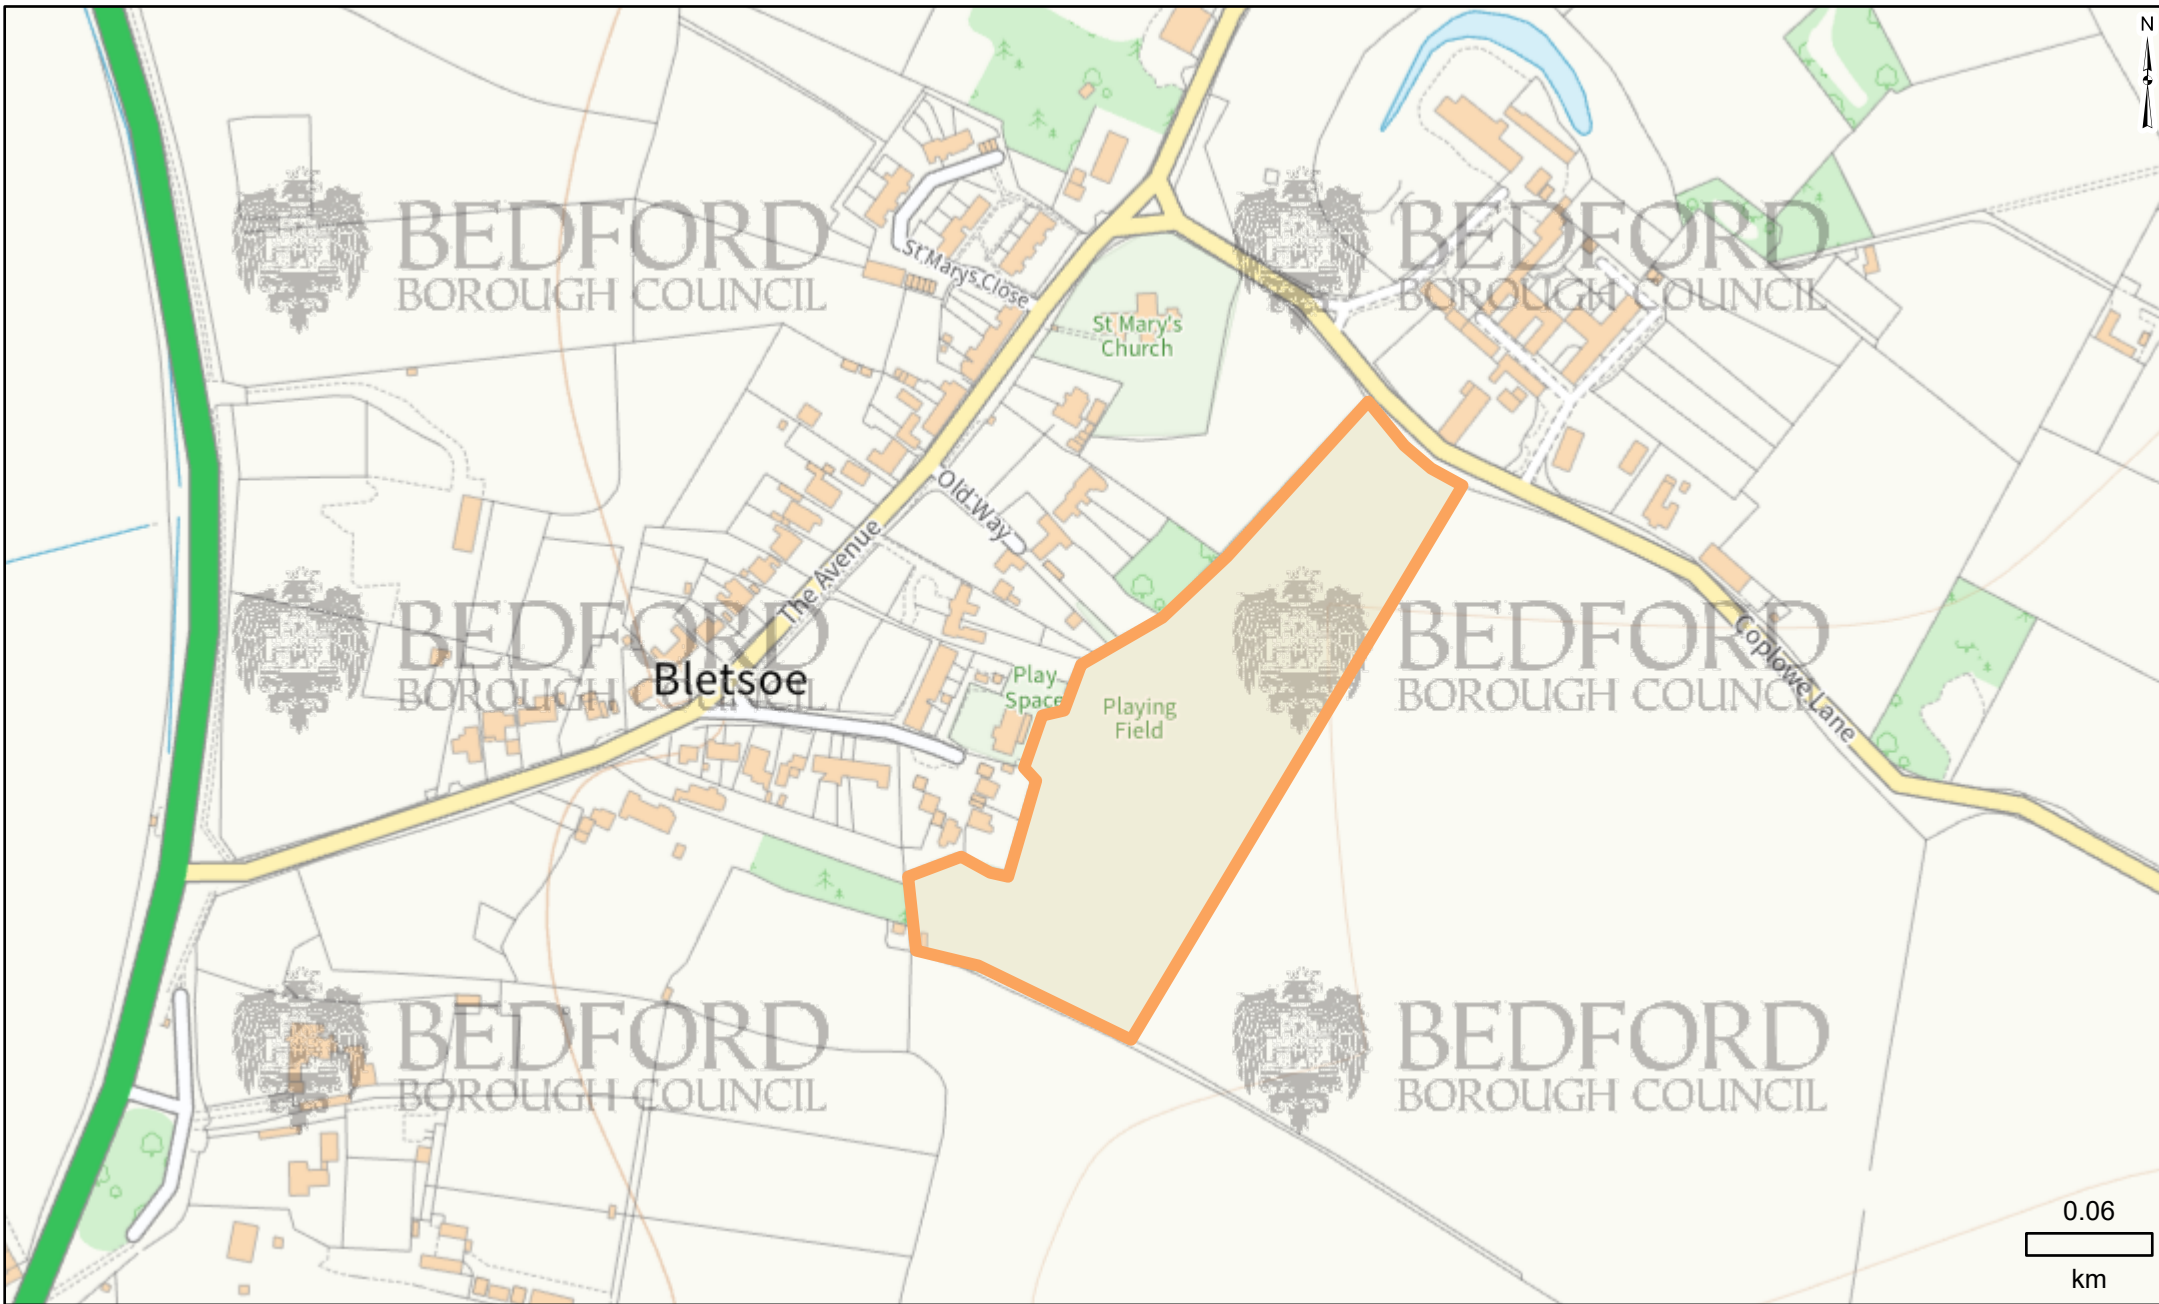 N
BEDFORD
BOROUGH COUNCIL
BEDFORD
BOROUGH COUNCIL
St Marys Close
St Mary's
Church
Old Way
The Avenue
BEDFORD
BOROUGH COUNCIL
BEDFORD
BOROUGH COUNCIL
Bletsoe
Play
Space
Playing
Field
Coplowe Lane
BEDFORD
BOROUGH COUNCIL
BEDFORD
BOROUGH COUNCIL
0.06
km